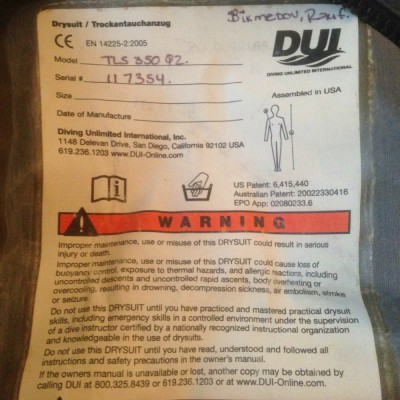 Drysuit / Trockentauchanzug
Bikmedov, Rauf.
CE EN 14225-2:2005
Model TLS 350 92.
Serial # 117354.
Size
Date of Manufacture
DUI
DIVING UNLIMITED INTERNATIONAL
Assembled in USA
Diving Unlimited International, Inc.
1148 Delevan Drive, San Diego, California 92102 USA
619.236.1203 www.DUI-Online.com
US Patent: 6,415,440
Australian Patent: 20022330416
EPO App: 02080233.6
WARNING
Improper maintenance, use or misuse of this DRYSUIT could result in serious
injury or death.
Improper maintenance, use or misuse of this DRYSUIT could cause loss of
buoyancy control, exposure to thermal hazards, and allergic reactions, including
uncontrolled descents and uncontrolled rapid ascents, body overheating or
overcooling, resulting in drowning, decompression sickness, air embolism, stroke
or seizure.
Do not use this DRYSUIT until you have practiced and mastered practical drysuit
skills, including emergency skills in a controlled environment under the supervision
of a dive instructor certified by a nationally recognized instructional organization
and knowledgeable in the use of drysuits.
Do not use this DRYSUIT until you have read, understood and followed all
instructions and safety precautions in the owner's manual.
If the owners manual is unavailable or lost, another copy may be obtained by
calling DUI at 800.325.8439 or 619.236.1203 or at www.DUI-Online.com.